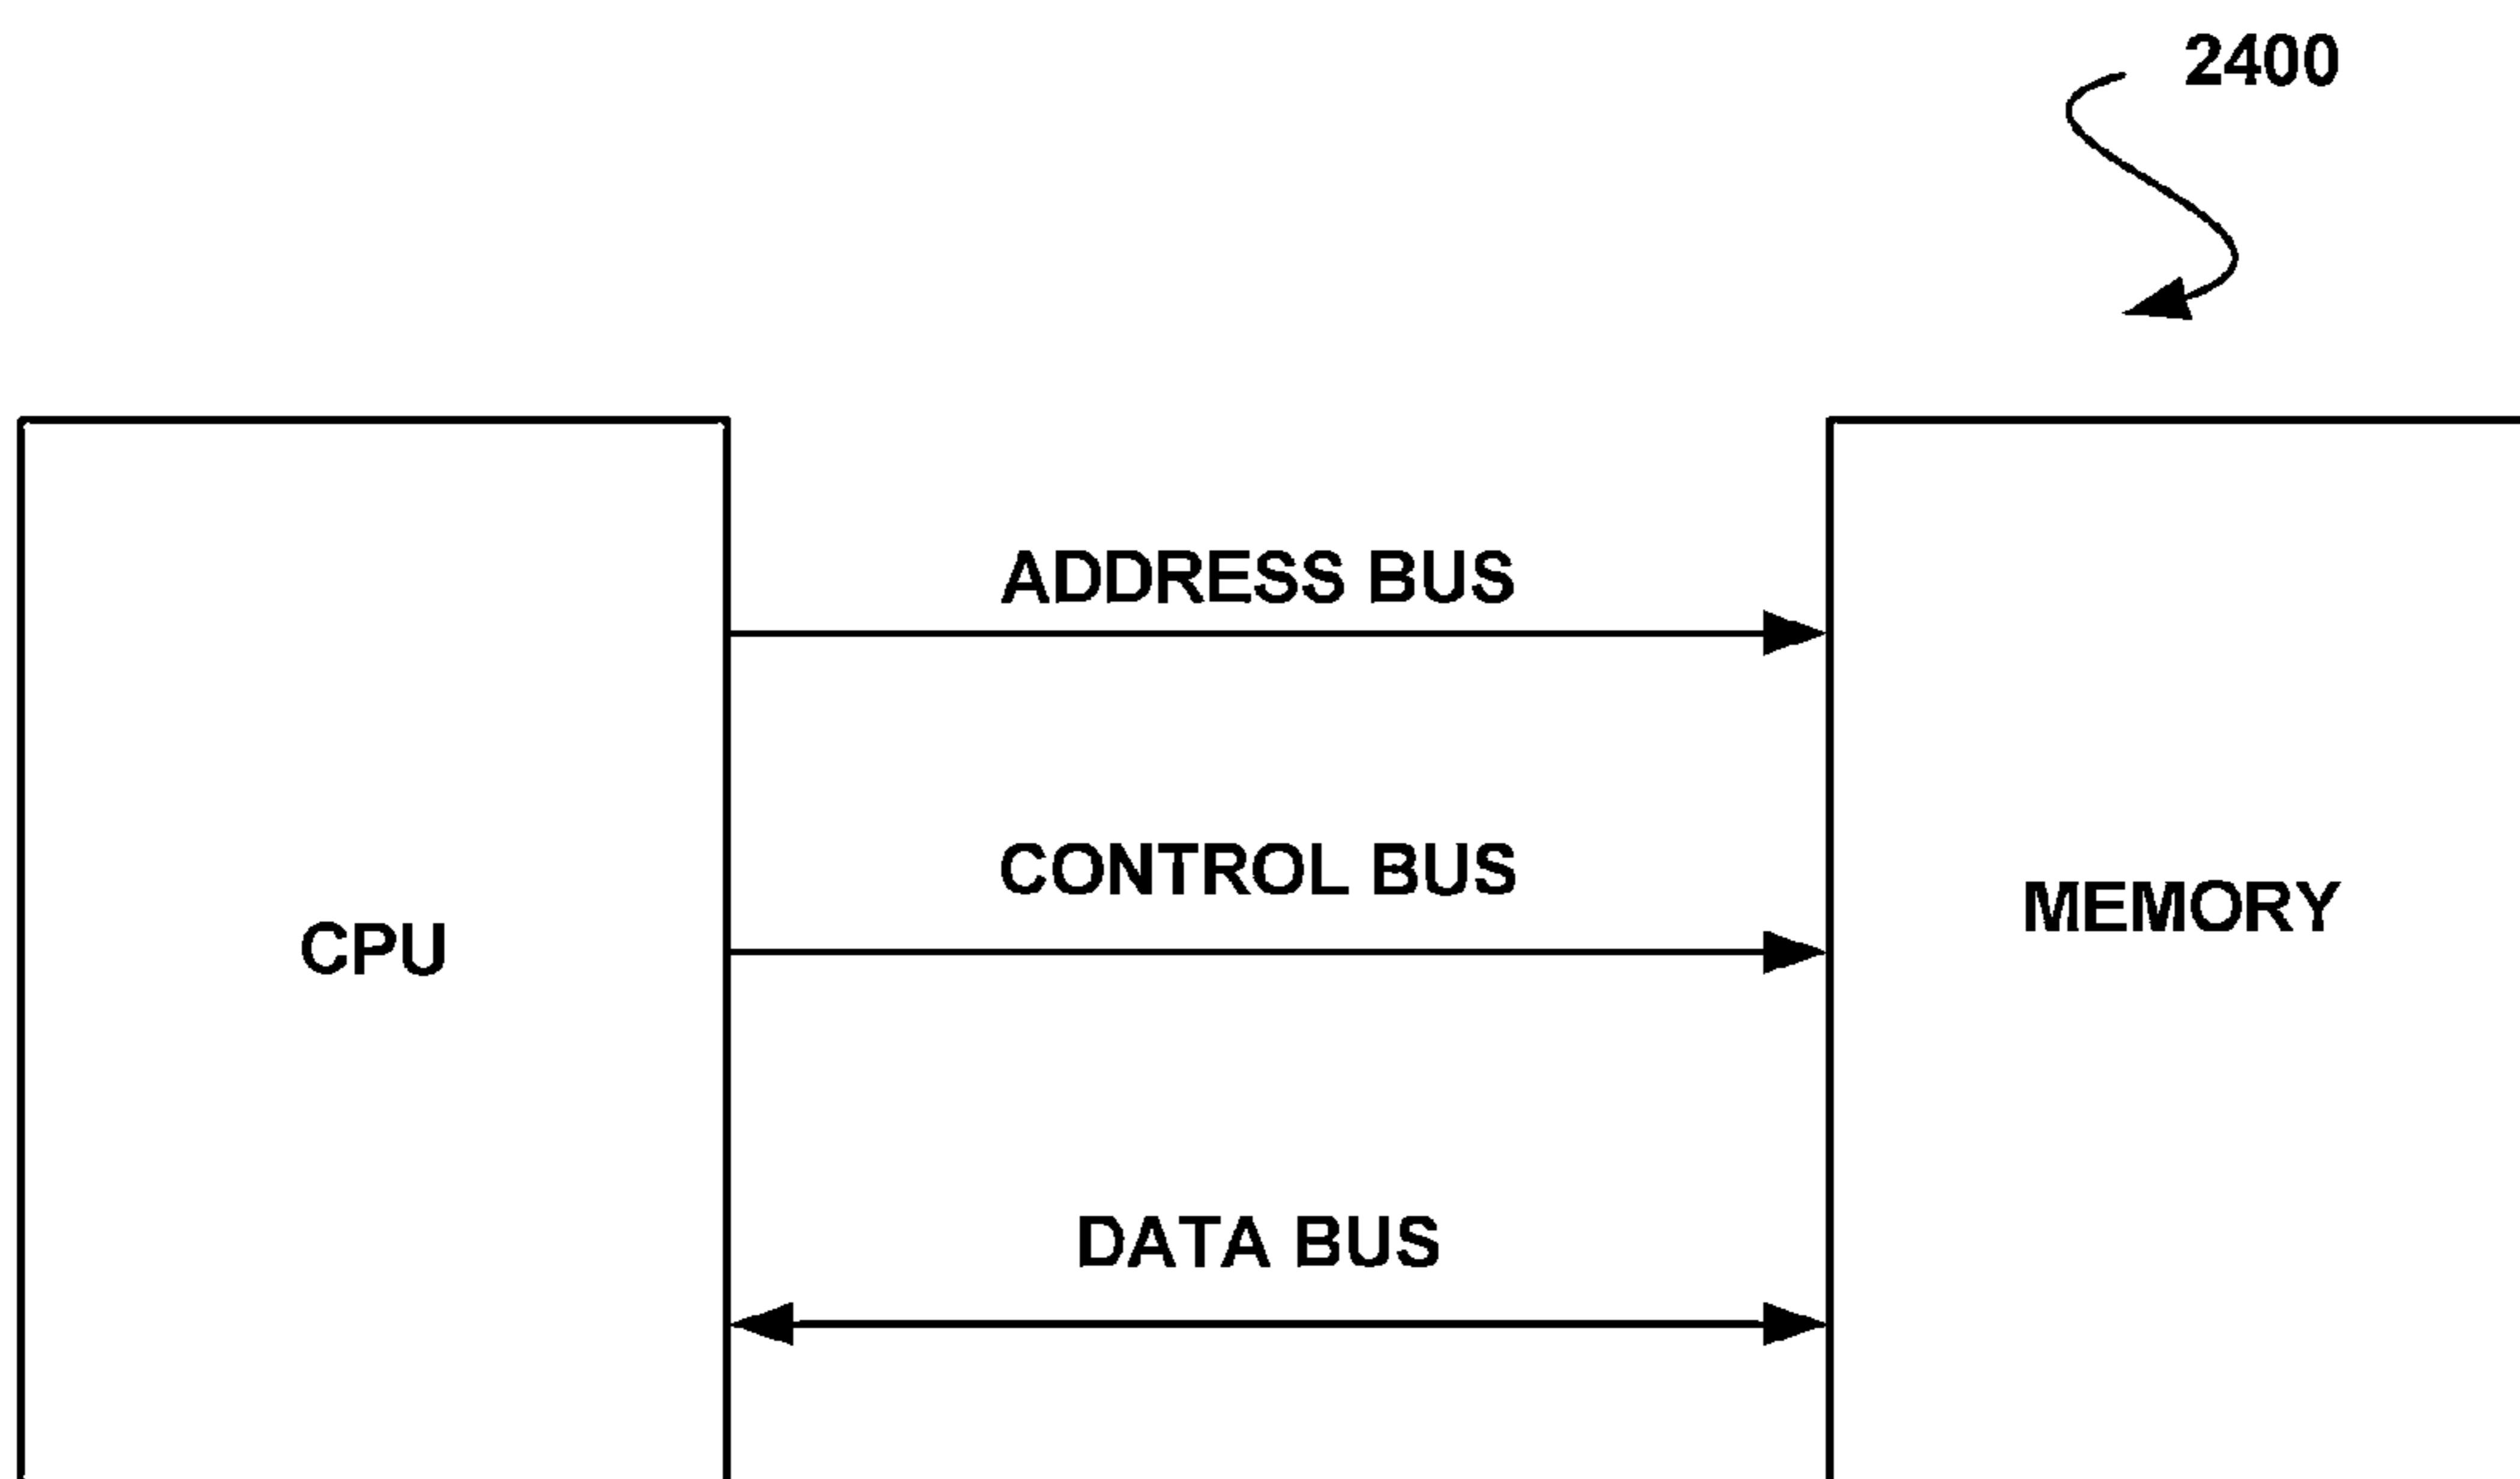 2400
ADDRESS BUS
CONTROL BUS
CPU
MEMORY
DATA BUS